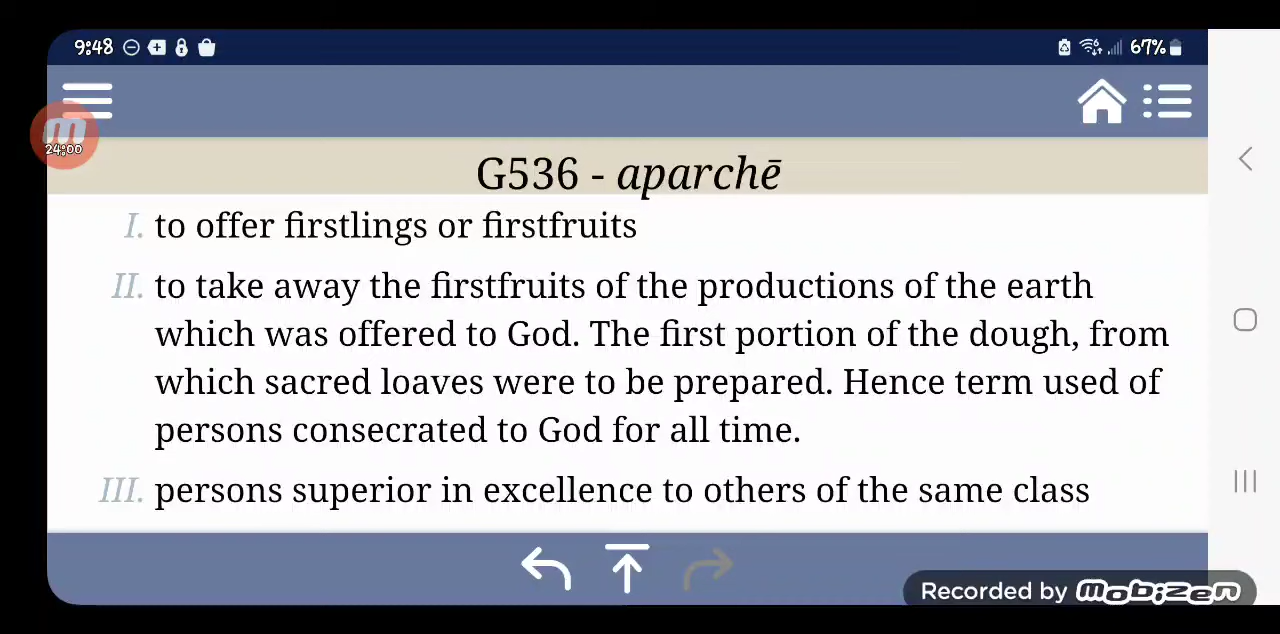 9:48
67%
24:00
G536 - aparchē
I. to offer firstlings or firstfruits
II. to take away the firstfruits of the productions of the earth
which was offered to God. The first portion of the dough, from
which sacred loaves were to be prepared. Hence term used of
persons consecrated to God for all time.
III. persons superior in excellence to others of the same class
Recorded by mobizen